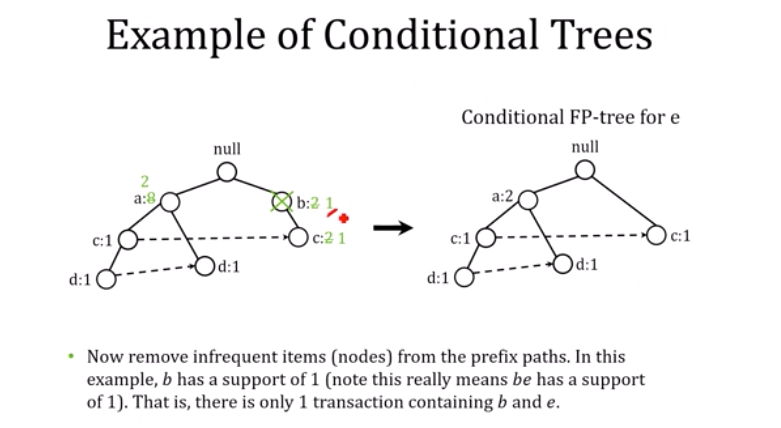 Example of Conditional Trees
Conditional FP-tree for e
null
null
2
a:8
b:2 1
a:2
c:1
c:2 1
c:1
c:1
d:1
d:1
d:1
d:1
• Now remove infrequent items (nodes) from the prefix paths. In this
example, b has a support of 1 (note this really means be has a support
of 1). That is, there is only 1 transaction containing b and e.